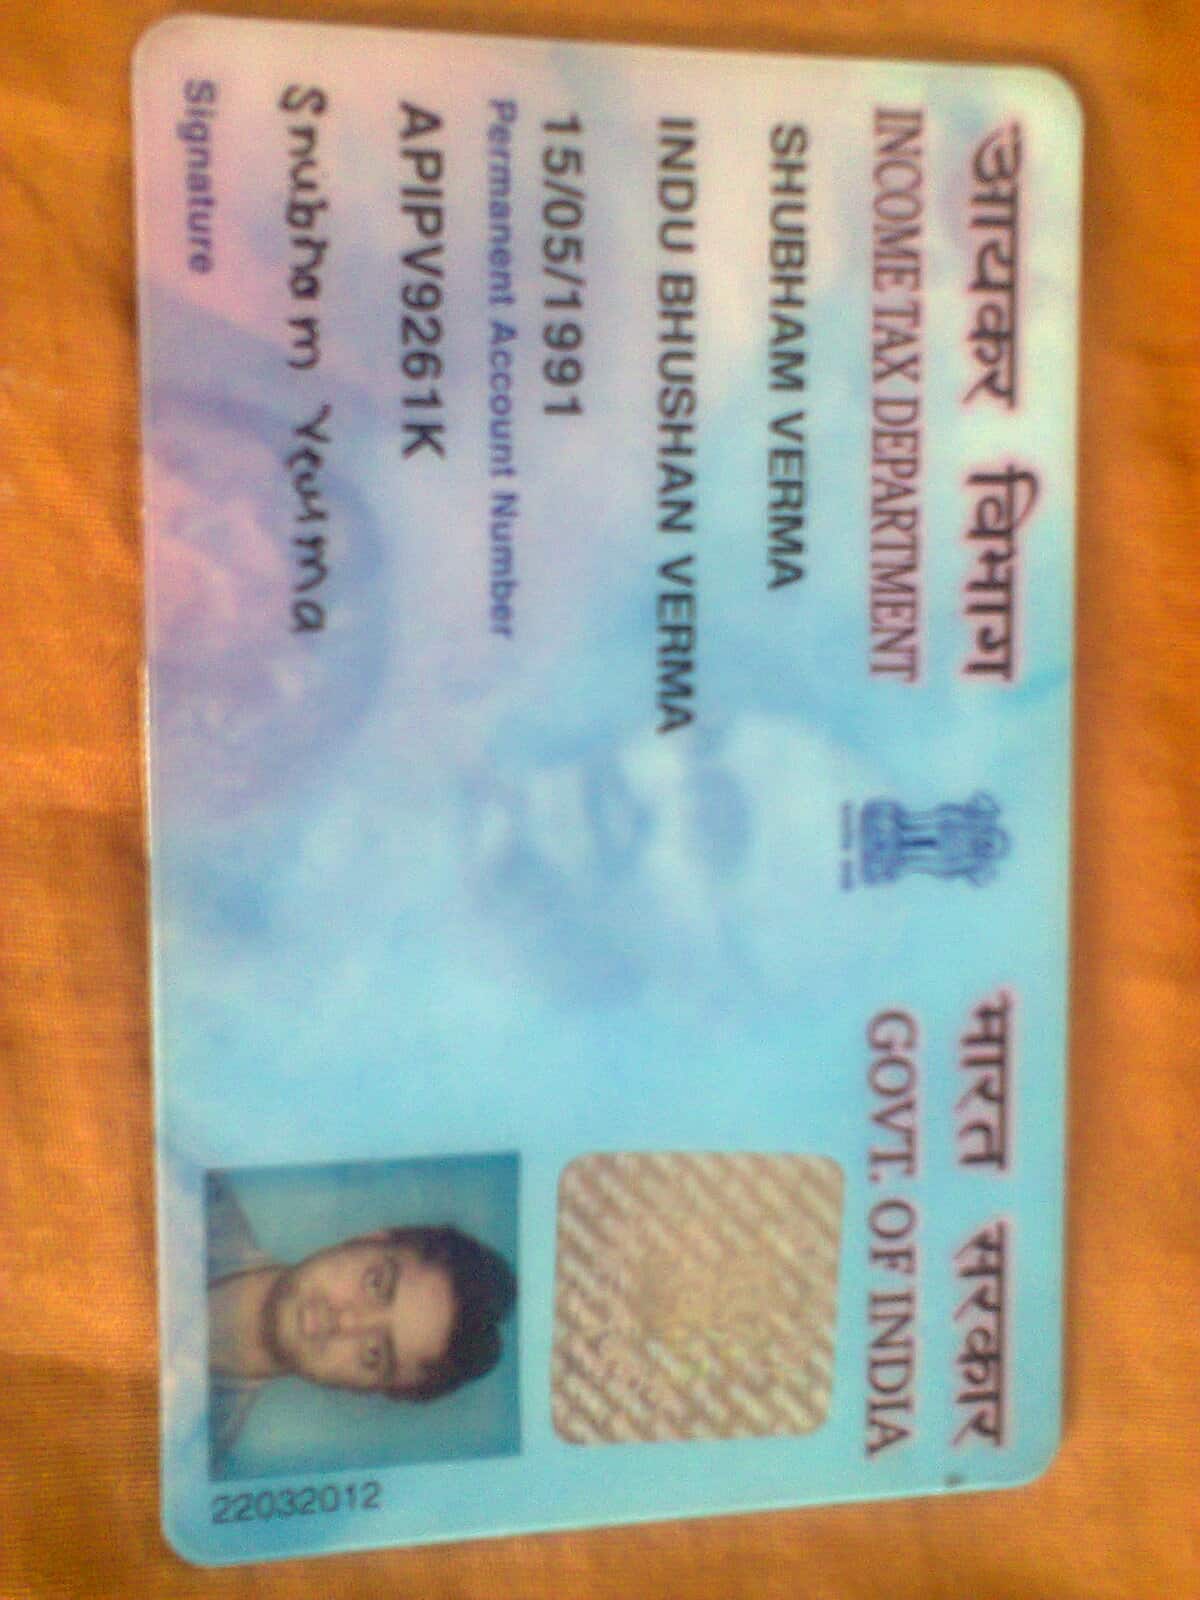 आयकर विभाग
INCOME TAX DEPARTMENT
भारत सरकार
GOVT. OF INDIA
SHUBHAM VERMA
INDU BHUSHAN VERMA
15/05/1991
Permanent Account Number
APIPV9261K
Shubham Verma
Signature
22032012